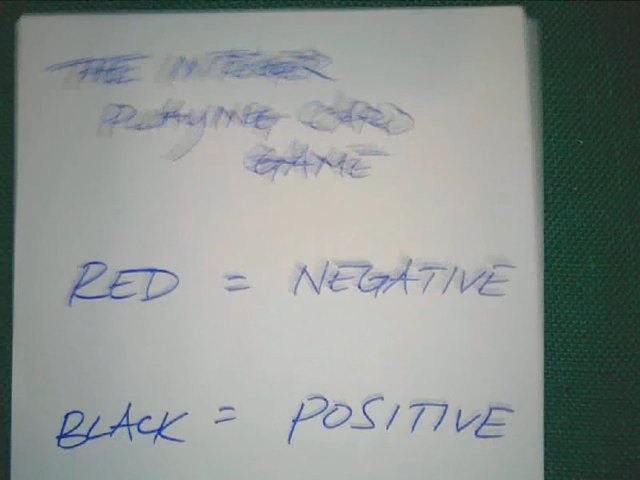 THE INTEGER
PLAYING CARD
GAME
RED = NEGATIVE
BLACK = POSITIVE